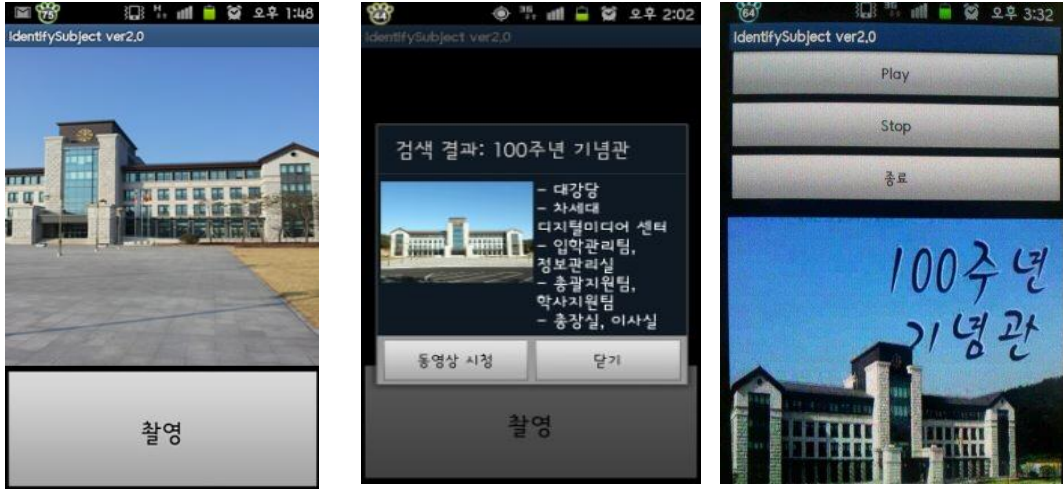 75
오후 1:48
IdentifySubject ver2.0
촬영
44
3G
오후 2:02
IdentifySubject ver2.0
검색 결과: 100주년 기념관
- 대강당
- 차세대
디지털미디어 센터
- 입학관리팀,
정보관리실
- 총괄지원팀,
학사지원팀
- 총장실, 이사실
동영상 시청
닫기
촬영
64
3G
오후 3:32
IdentifySubject ver2.0
Play
Stop
종료
100주년
기념관